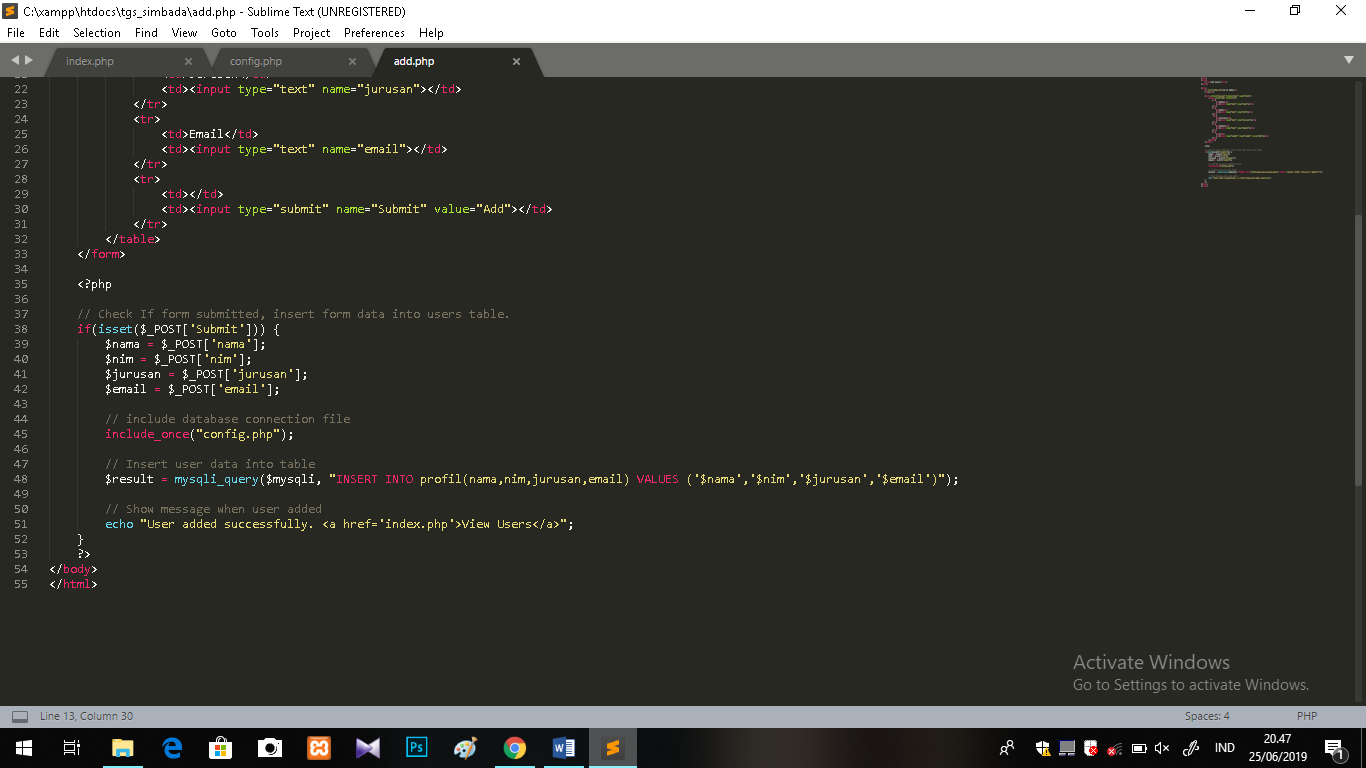 C:\xampp\htdocs\tgs_simbada\add.php - Sublime Text (UNREGISTERED)
File Edit Selection Find View Goto Tools Project Preferences Help
index.php config.php add.php
22 <td><input type="text" name="jurusan"></td>
23 </tr>
24 <tr>
25 <td>Email</td>
26 <td><input type="text" name="email"></td>
27 </tr>
28 <tr>
29 <td></td>
30 <td><input type="submit" name="Submit" value="Add"></td>
31 </tr>
32 </table>
33 </form>
34
35 <?php
36
37 // Check If form submitted, insert form data into users table.
38 if(isset($_POST['Submit'])) {
39 $nama = $_POST['nama'];
40 $nim = $_POST['nim'];
41 $jurusan = $_POST['jurusan'];
42 $email = $_POST['email'];
43
44 // include database connection file
45 include_once("config.php");
46
47 // Insert user data into table
48 $result = mysqli_query($mysqli, "INSERT INTO profil(nama,nim,jurusan,email) VALUES ('$nama','$nim','$jurusan','$email')");
49
50 // Show message when user added
51 echo "User added successfully. <a href='index.php'>View Users</a>";
52 }
53 ?>
54 </body>
55 </html>
Activate Windows
Go to Settings to activate Windows.
Line 13, Column 30 Spaces: 4 PHP
Ps IND 20.47
25/06/2019 1